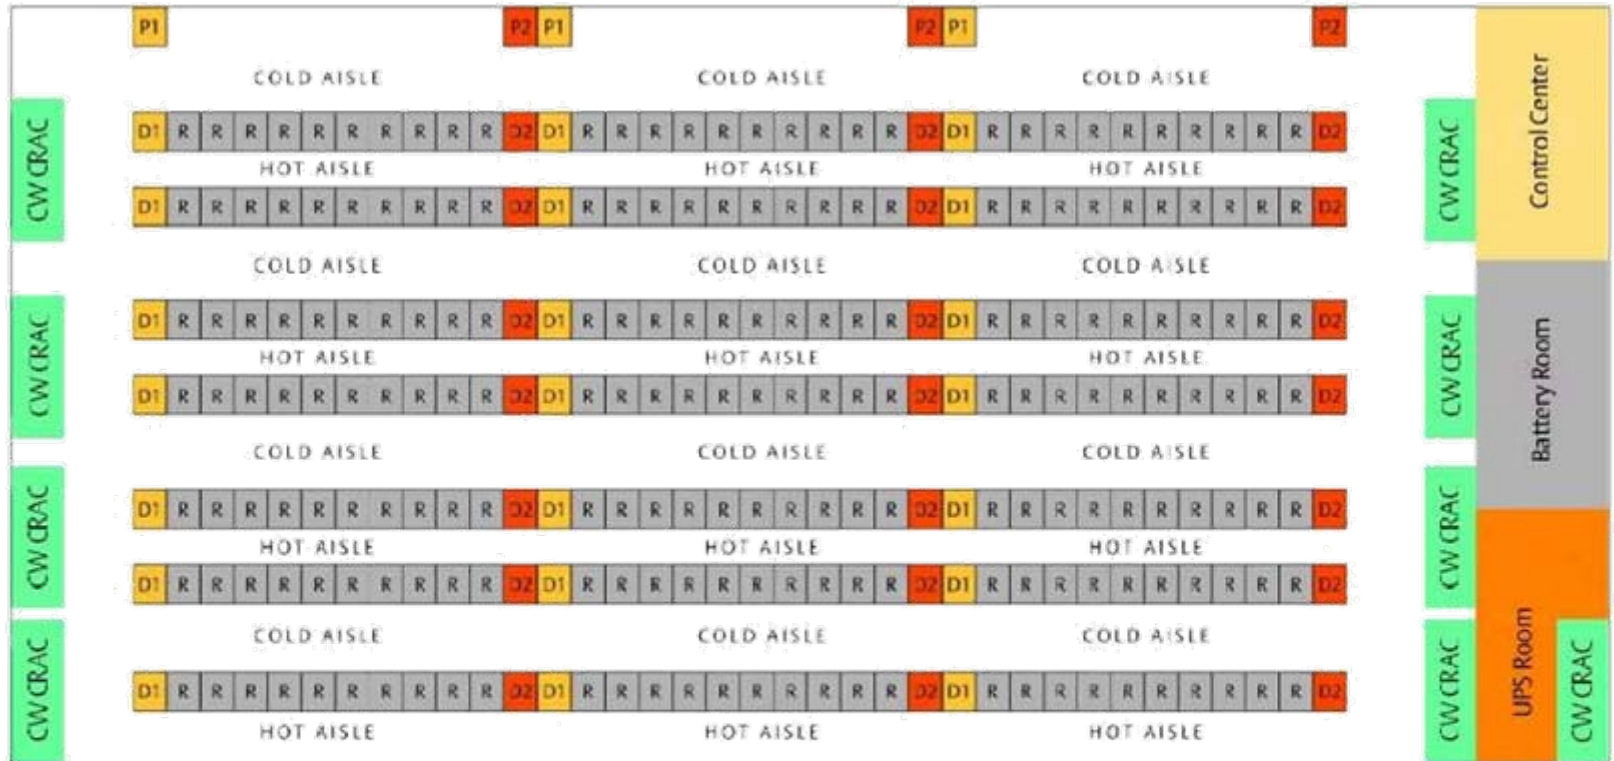 P1 P2 P1 P2 P1 P2
COLD AISLE COLD AISLE COLD AISLE
D1 R R R R R R R R R R D2 D1 R R R R R R R R R R D2 D1 R R R R R R R R R R D2
HOT AISLE HOT AISLE HOT AISLE
D1 R R R R R R R R R R D2 D1 R R R R R R R R R R D2 D1 R R R R R R R R R R D2
COLD AISLE COLD AISLE COLD AISLE
D1 R R R R R R R R R R D2 D1 R R R R R R R R R R D2 D1 R R R R R R R R R R D2
HOT AISLE HOT AISLE HOT AISLE
D1 R R R R R R R R R R D2 D1 R R R R R R R R R R D2 D1 R R R R R R R R R R D2
COLD AISLE COLD AISLE COLD AISLE
D1 R R R R R R R R R R D2 D1 R R R R R R R R R R D2 D1 R R R R R R R R R R D2
HOT AISLE HOT AISLE HOT AISLE
D1 R R R R R R R R R R D2 D1 R R R R R R R R R R D2 D1 R R R R R R R R R R D2
COLD AISLE COLD AISLE COLD AISLE
D1 R R R R R R R R R R D2 D1 R R R R R R R R R R D2 D1 R R R R R R R R R R D2
HOT AISLE HOT AISLE HOT AISLE
CW CRAC
CW CRAC
CW CRAC
CW CRAC
CW CRAC
CW CRAC
CW CRAC
CW CRAC
Control Center
Battery Room
UPS Room
CW CRAC